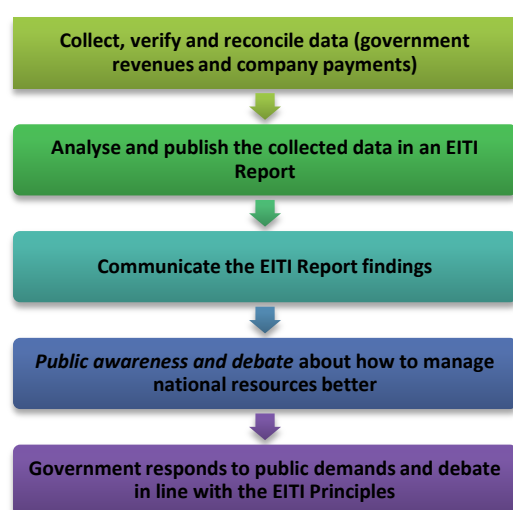 Collect, verify and reconcile data (government
revenues and company payments)
Analyse and publish the collected data in an EITI
Report
Communicate the EITI Report findings
Public awareness and debate about how to manage
national resources better
Government responds to public demands and debate
in line with the EITI Principles